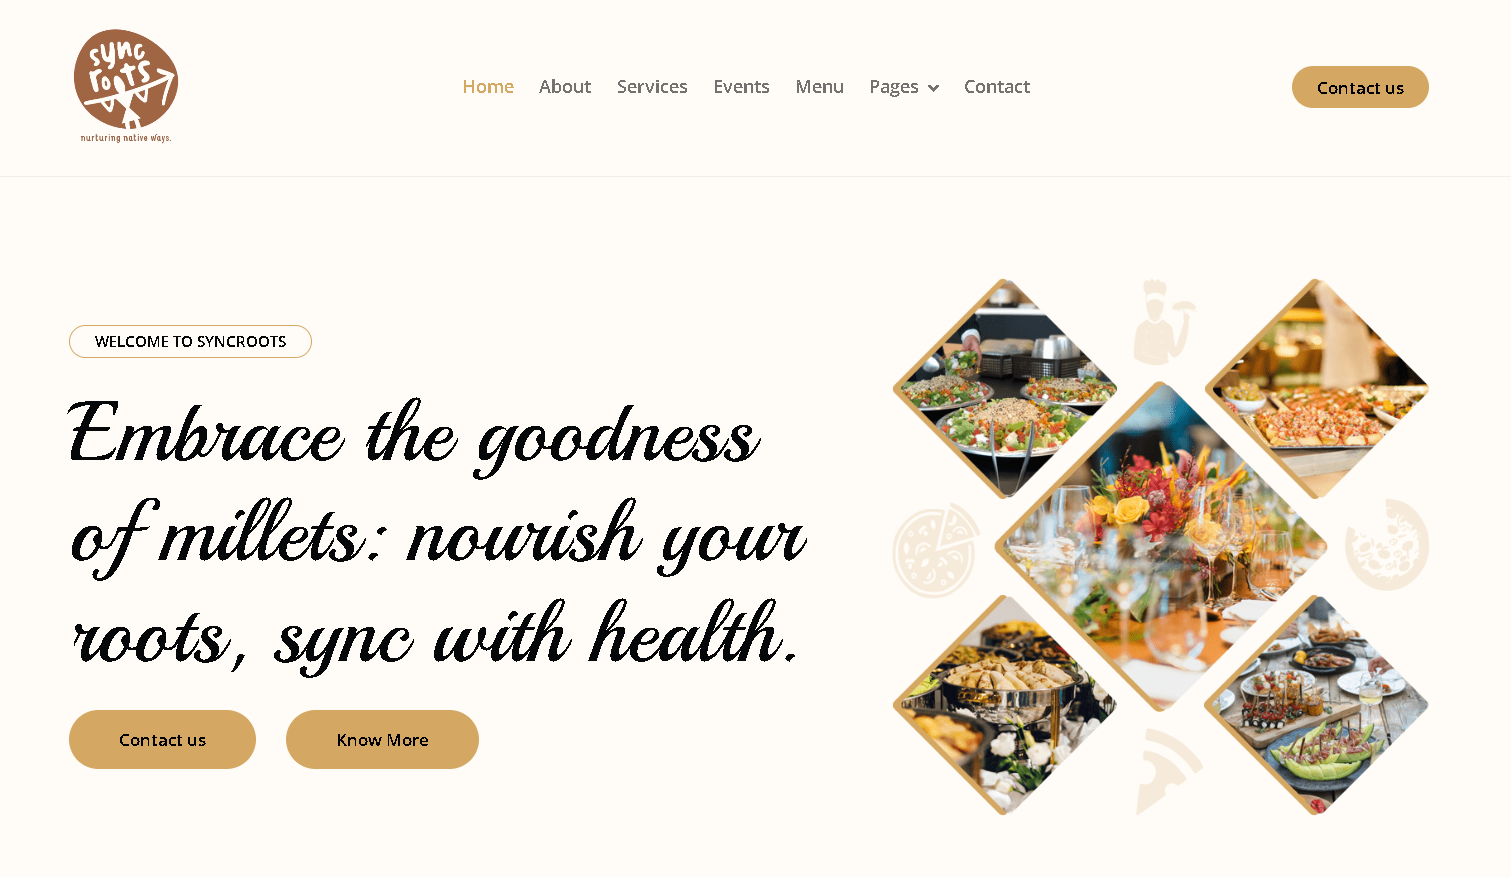 sync
roots
nurturing native ways.
Home About Services Events Menu Pages Contact
Contact us
WELCOME TO SYNCROOTS
Embrace the goodness
of millets: nourish your
roots, sync with health.
Contact us Know More